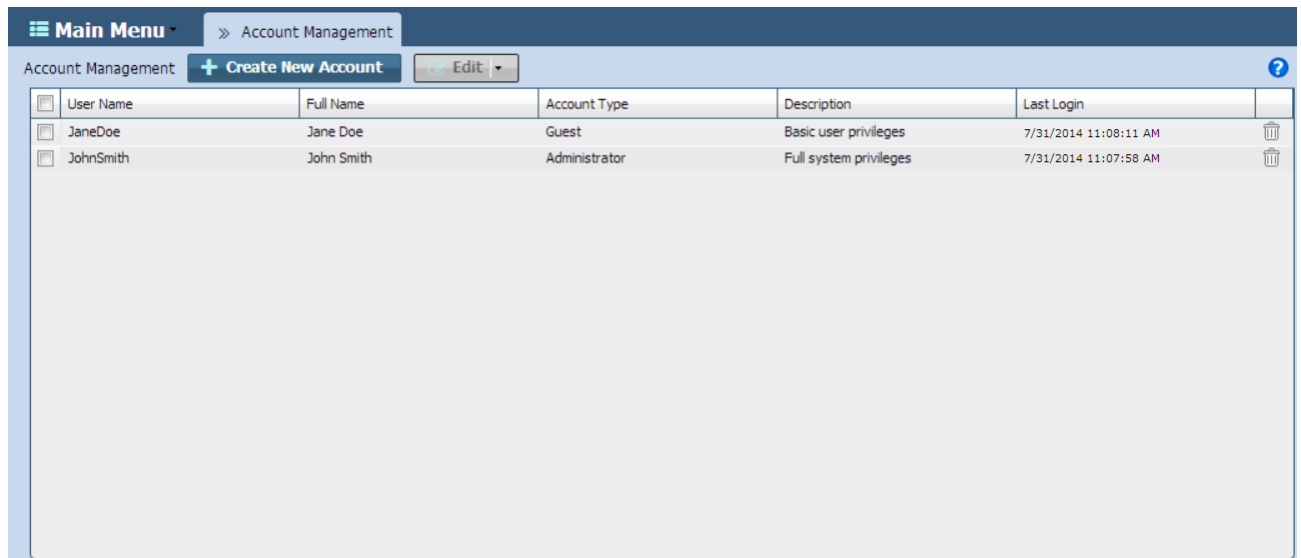 Main Menu » Account Management
Account Management + Create New Account Edit ?
User Name Full Name Account Type Description Last Login
JaneDoe Jane Doe Guest Basic user privileges 7/31/2014 11:08:11 AM
JohnSmith John Smith Administrator Full system privileges 7/31/2014 11:07:58 AM